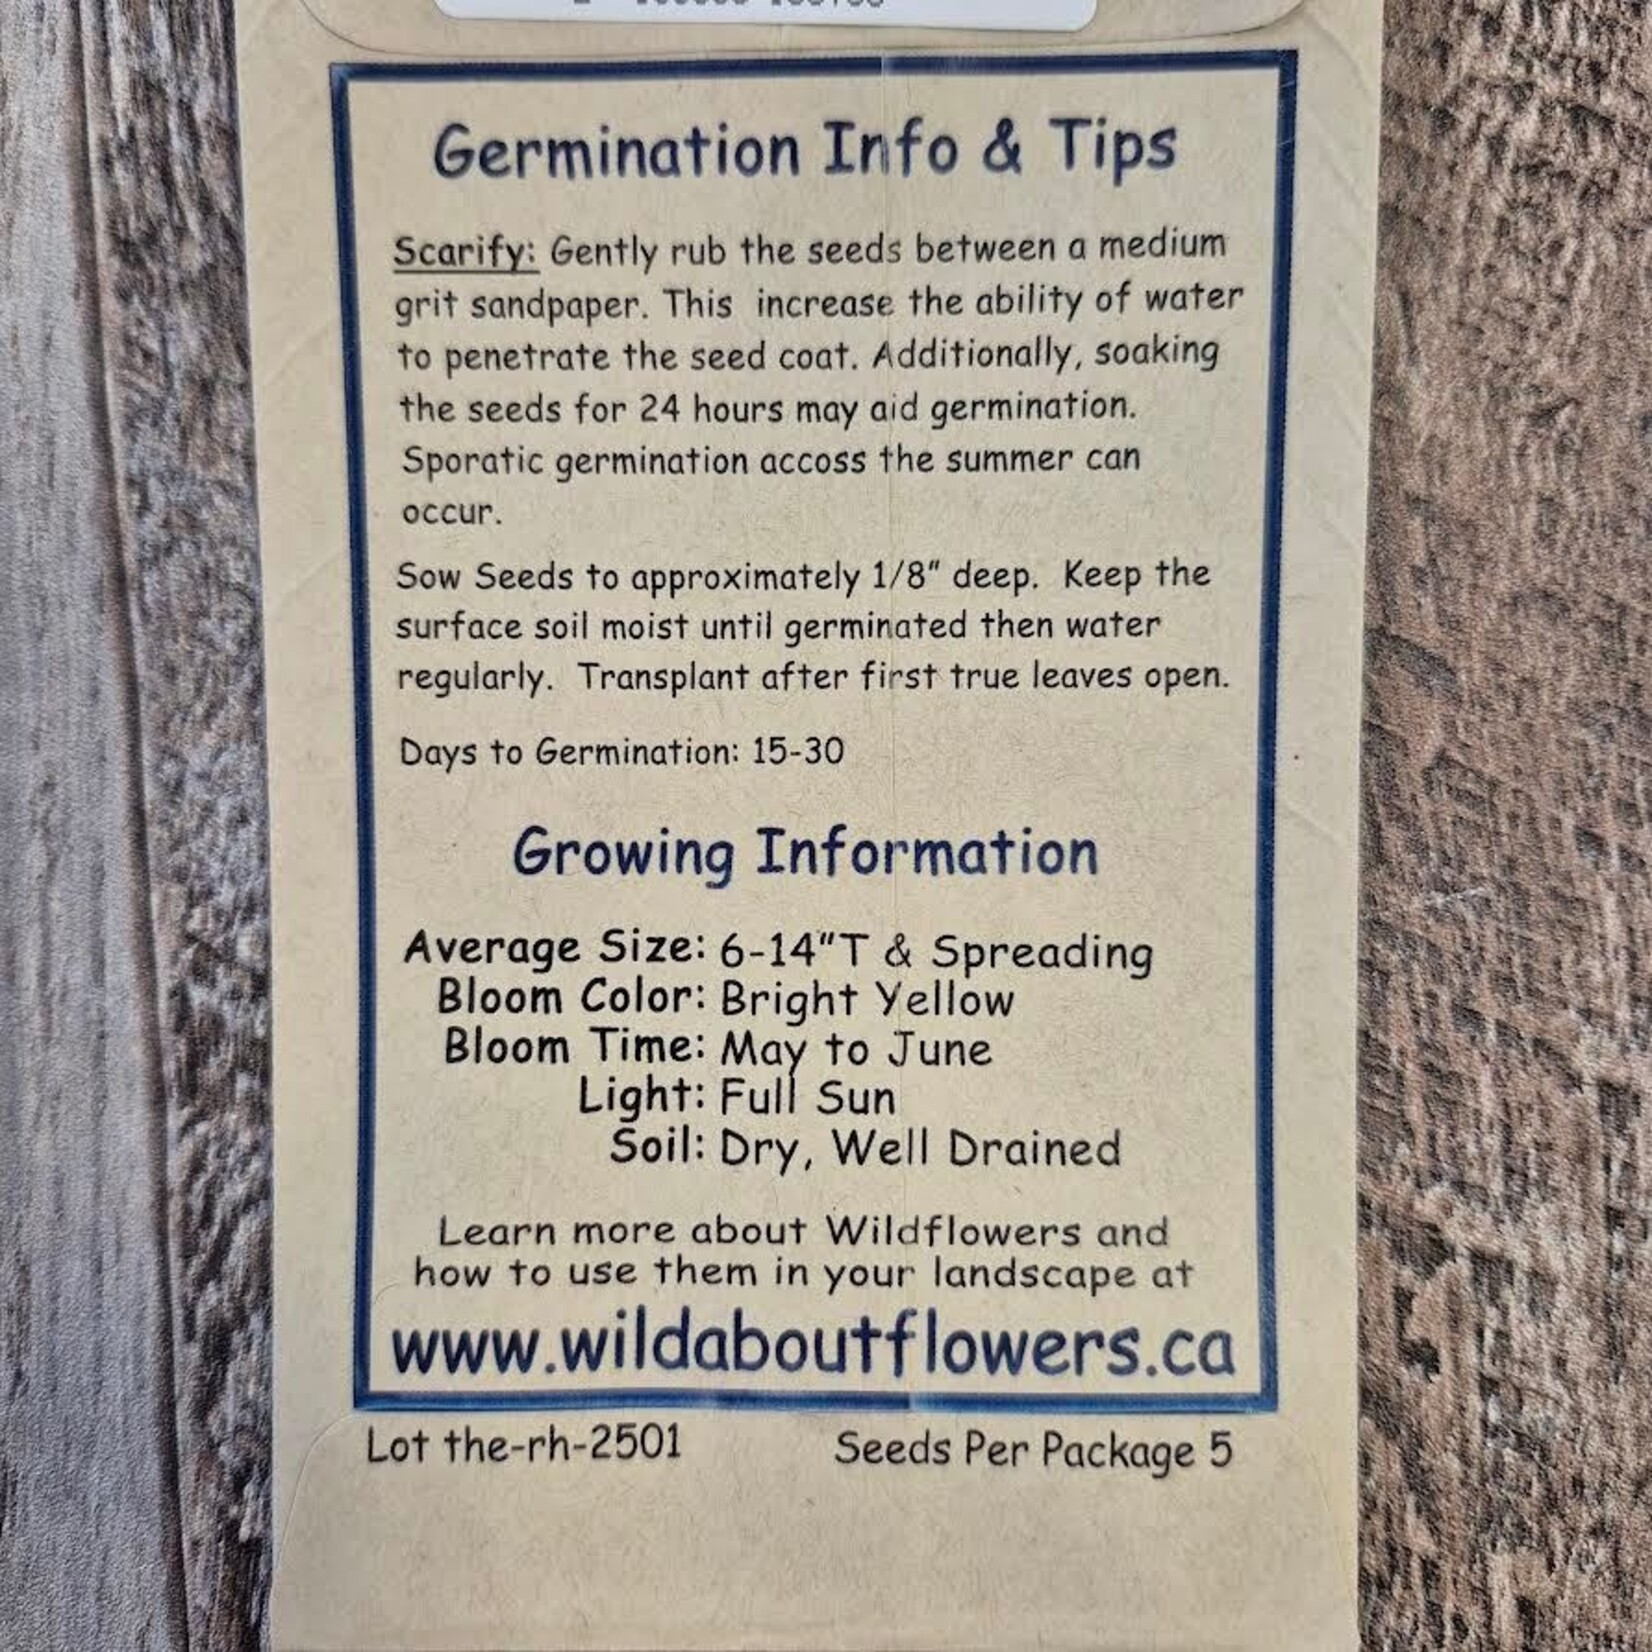 Germination Info & Tips
Scarify: Gently rub the seeds between a medium
grit sandpaper. This increase the ability of water
to penetrate the seed coat. Additionally, soaking
the seeds for 24 hours may aid germination.
Sporatic germination accoss the summer can
occur.
Sow Seeds to approximately 1/8" deep. Keep the
surface soil moist until germinated then water
regularly. Transplant after first true leaves open.
Days to Germination: 15-30
Growing Information
Average Size: 6-14"T & Spreading
Bloom Color: Bright Yellow
Bloom Time: May to June
Light: Full Sun
Soil: Dry, Well Drained
Learn more about Wildflowers and
how to use them in your landscape at
www.wildaboutflowers.ca
Lot the-rh-2501 Seeds Per Package 5